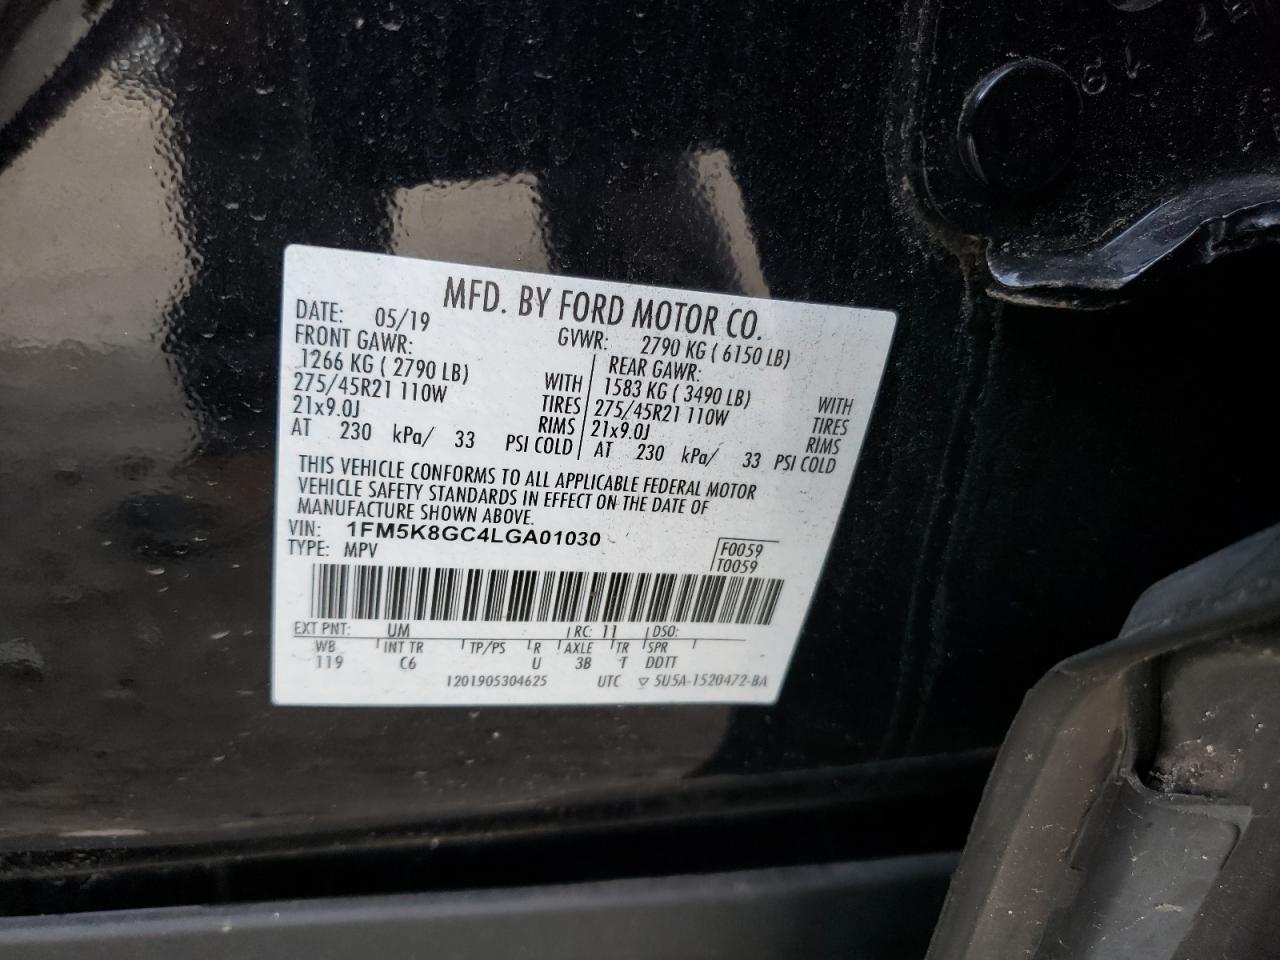 MFD. BY FORD MOTOR CO.
DATE: 05/19 GVWR: 2790 KG ( 6150 LB)
FRONT GAWR: REAR GAWR:
1266 KG ( 2790 LB) WITH 1583 KG ( 3490 LB) WITH
275/45R21 110W TIRES 275/45R21 110W TIRES
21x9.0J RIMS 21x9.0J RIMS
AT 230 kPa/ 33 PSI COLD AT 230 kPa/ 33 PSI COLD
THIS VEHICLE CONFORMS TO ALL APPLICABLE FEDERAL MOTOR
VEHICLE SAFETY STANDARDS IN EFFECT ON THE DATE OF
MANUFACTURE SHOWN ABOVE.
VIN: 1FM5K8GC4LGA01030 F0059
TYPE: MPV T0059
EXT PNT: UM RC: 11 DSO:
WB INT TR TP/PS R AXLE TR SPR
119 C6 U 3B T DDTT
1201905304625 UTC ▽ 5U5A-1520472-BA